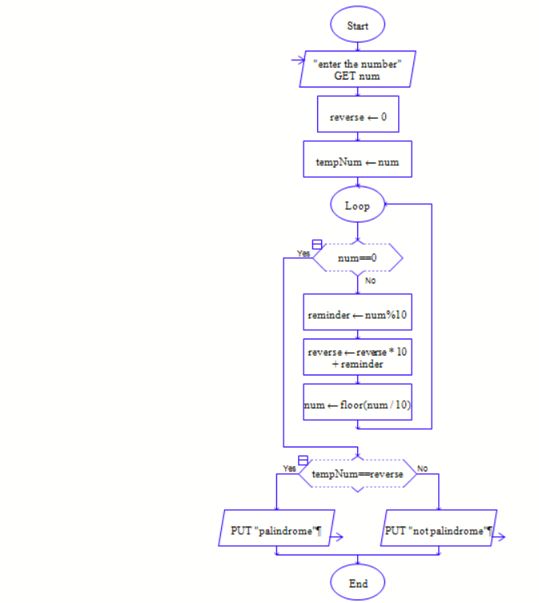 Start
"enter the number"
GET num
reverse ← 0
tempNum ← num
Loop
Yes
num==0
No
reminder ← num%10
reverse ← reverse * 10
+ reminder
num ← floor(num / 10)
Yes
tempNum==reverse
No
PUT "palindrome"¶
PUT "not palindrome"¶
End